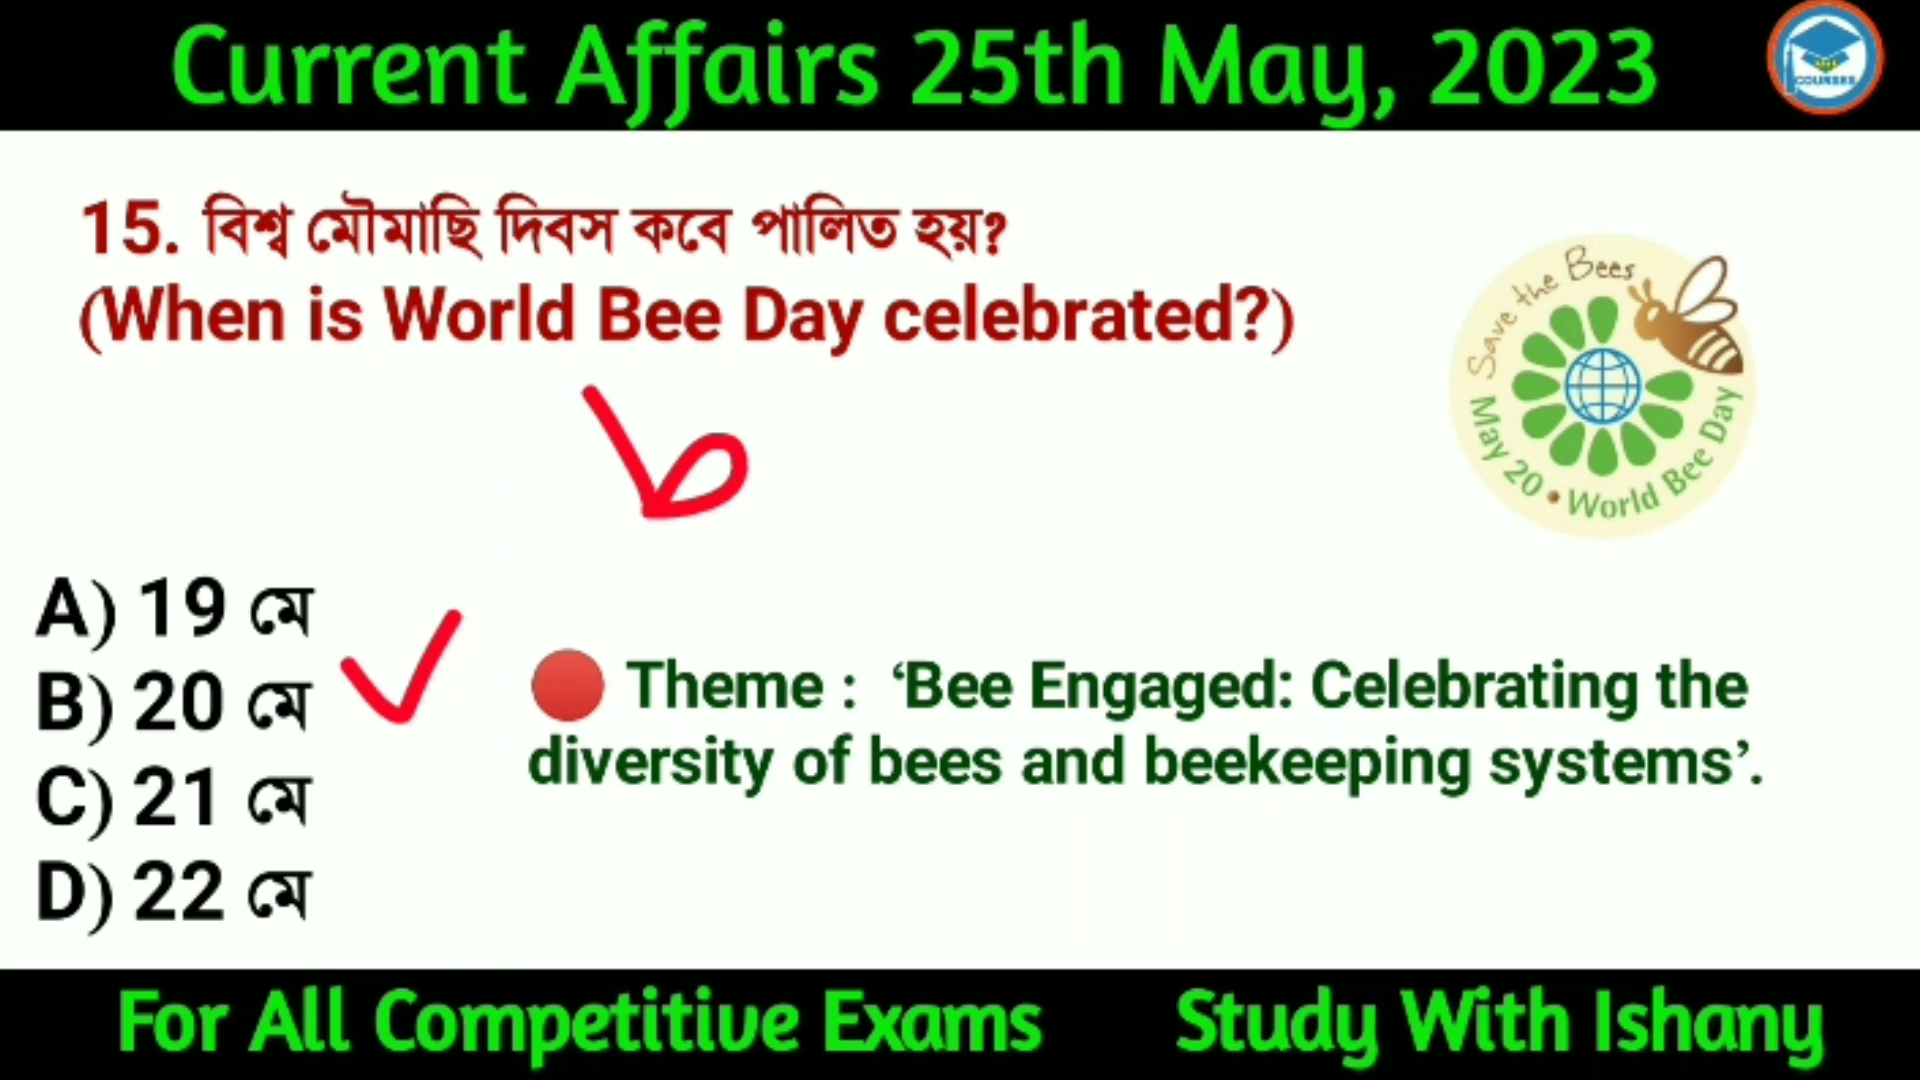 Current Affairs 25th May, 2023
COURSES
15. বিশ্ব মৌমাছি দিবস কবে পালিত হয়?
(When is World Bee Day celebrated?)
Save the Bees
May 20 • World Bee Day
b
A) 19 মে
B) 20 মে
C) 21 মে
D) 22 মে
Theme : ‘Bee Engaged: Celebrating the
diversity of bees and beekeeping systems’.
For All Competitive Exams
Study With Ishany